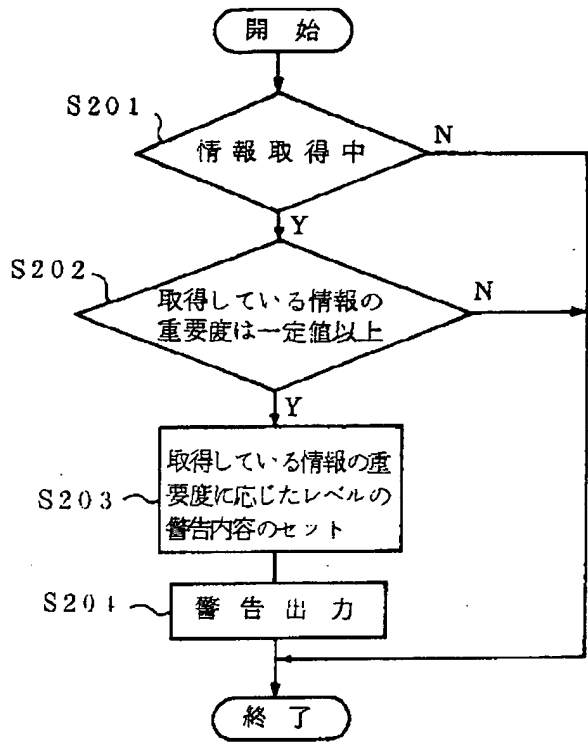 開始
S201
情報取得中
N
Y
S202
取得している情報の
重要度は一定値以上
N
Y
S203
取得している情報の重
要度に応じたレベルの
警告内容のセット
S204
警告出力
終了